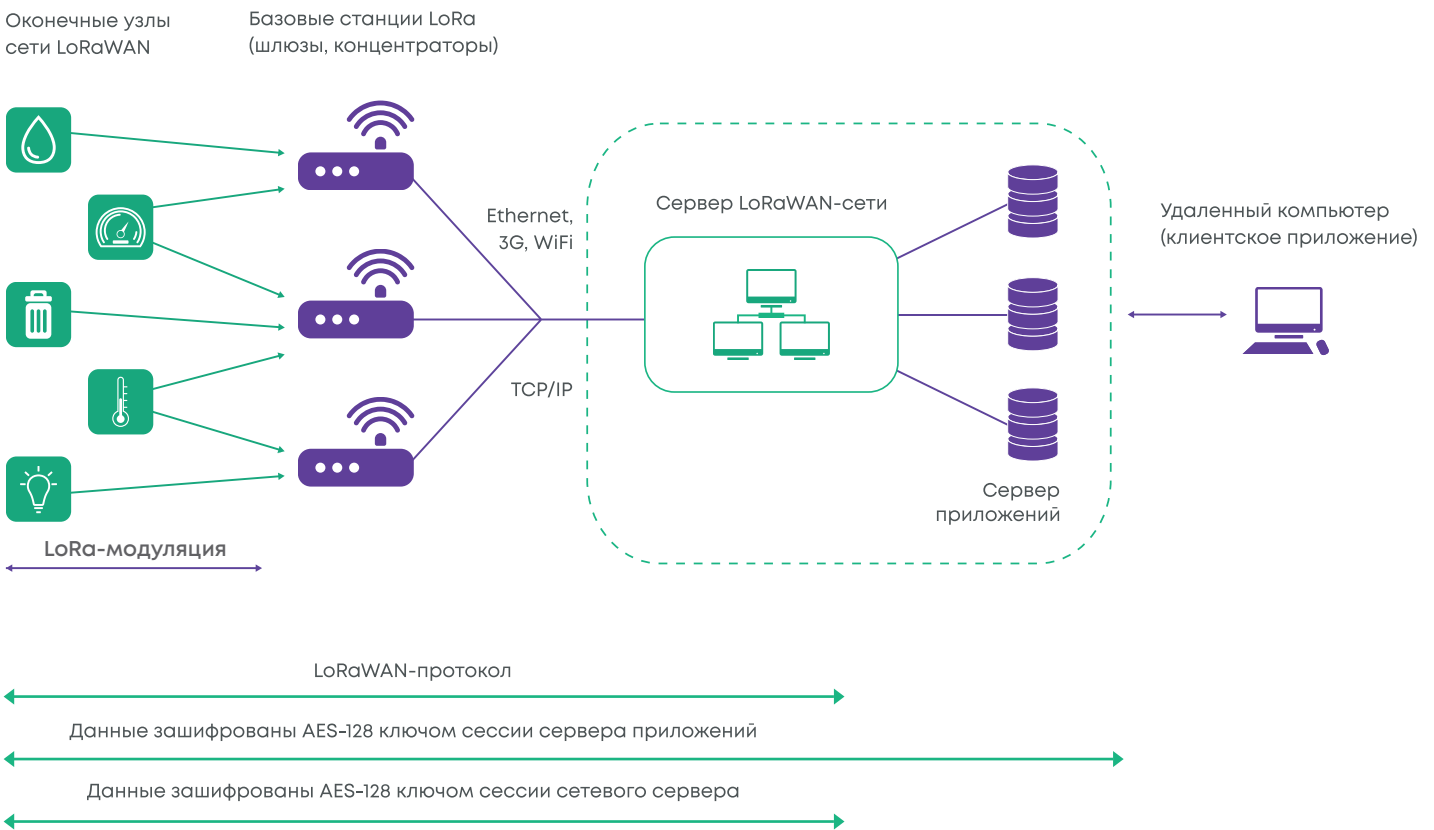 Оконечные узлы
сети LoRaWAN
Базовые станции LoRa
(шлюзы, концентраторы)
Ethernet,
3G, WiFi
TCP/IP
Сервер LoRaWAN-сети
Сервер
приложений
Удаленный компьютер
(клиентское приложение)
LoRa-модуляция
LoRaWAN-протокол
Данные зашифрованы AES-128 ключом сессии сервера приложений
Данные зашифрованы AES-128 ключом сессии сетевого сервера